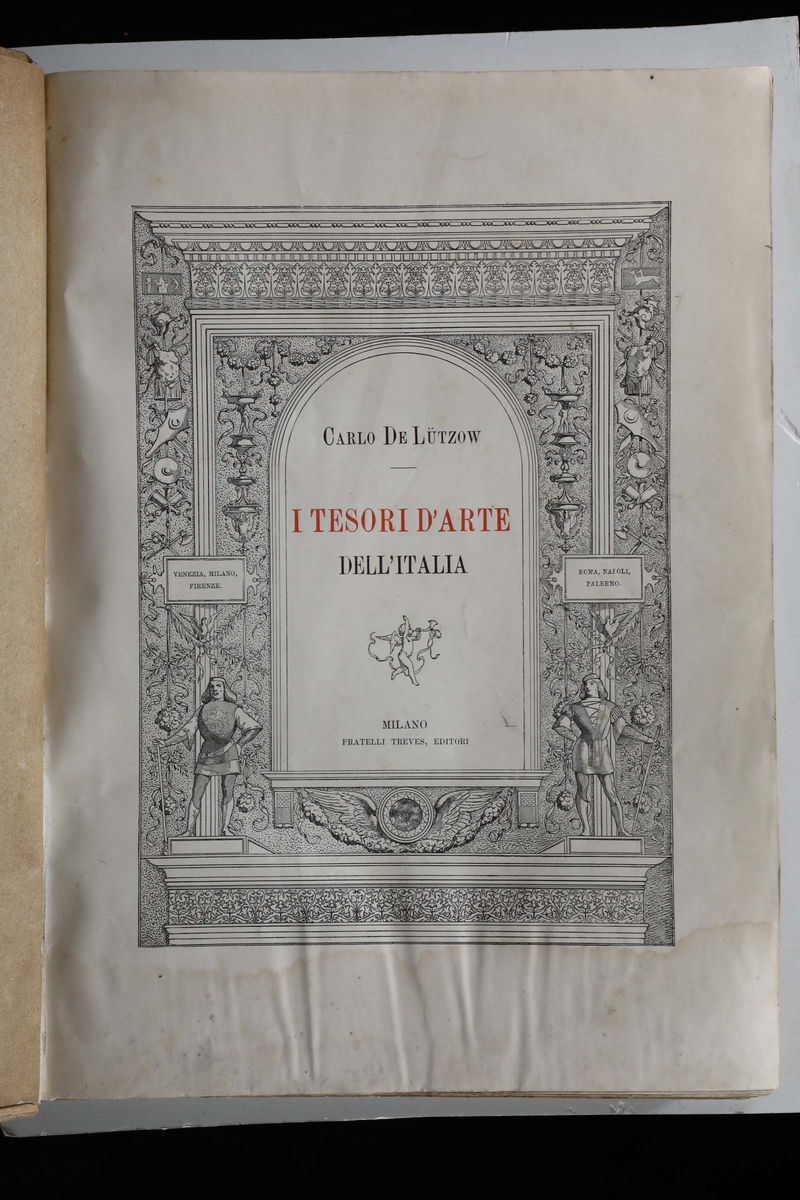 CARLO DE LÜTZOW
I TESORI D'ARTE
DELL'ITALIA
VENEZIA, MILANO,
FIRENZE.
ROMA, NAPOLI,
PALERMO.
MILANO
FRATELLI TREVES, EDITORI